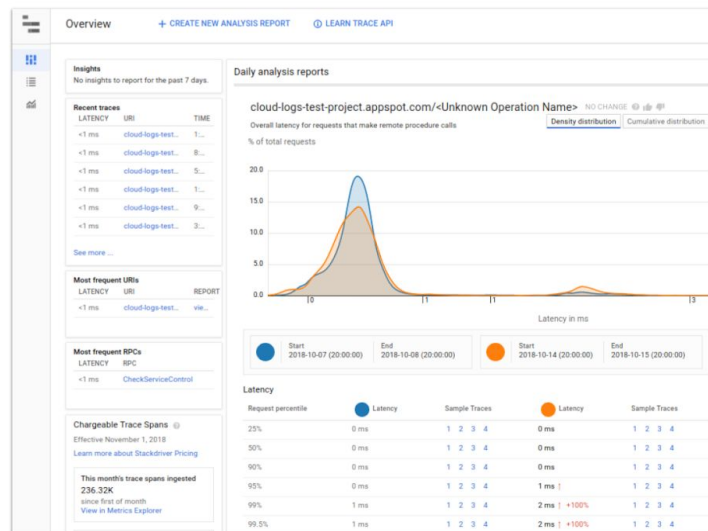 Overview
+ CREATE NEW ANALYSIS REPORT
LEARN TRACE API
Insights
No insights to report for the past 7 days.
Recent traces
LATENCY URI TIME
<1 ms cloud-logs-test... 1:...
<1 ms cloud-logs-test... 8:...
<1 ms cloud-logs-test... 5:...
<1 ms cloud-logs-test... 1:...
<1 ms cloud-logs-test... 9:...
<1 ms cloud-logs-test... 3:...
See more ...
Most frequent URIs
LATENCY URI REPORT
<1 ms cloud-logs-test... vie...
Most frequent RPCs
LATENCY RPC
<1 ms CheckServiceControl
Chargeable Trace Spans
Effective November 1, 2018
Learn more about Stackdriver Pricing
This month's trace spans ingested
236.32K
since first of month
View in Metrics Explorer
Daily analysis reports
cloud-logs-test-project.appspot.com/<Unknown Operation Name> NO CHANGE
Overall latency for requests that make remote procedure calls
Density distribution Cumulative distribution
% of total requests
20.0
15.0
10.0
5.0
0.0
0 1 1 3
Latency in ms
Start End
2018-10-07 (20:00:00) 2018-10-08 (20:00:00)
Start End
2018-10-14 (20:00:00) 2018-10-15 (20:00:00)
Latency
Request percentile Latency Sample Traces Latency Sample Traces
25% 0 ms 1 2 3 4 0 ms 1 2 3 4
50% 0 ms 1 2 3 4 0 ms 1 2 3 4
90% 0 ms 1 2 3 4 0 ms 1 2 3 4
95% 0 ms 1 2 3 4 1 ms 1 2 3 4
99% 1 ms 1 2 3 4 2 ms +100% 1 2 3 4
99.5% 1 ms 1 2 3 4 2 ms +100% 1 2 3 4